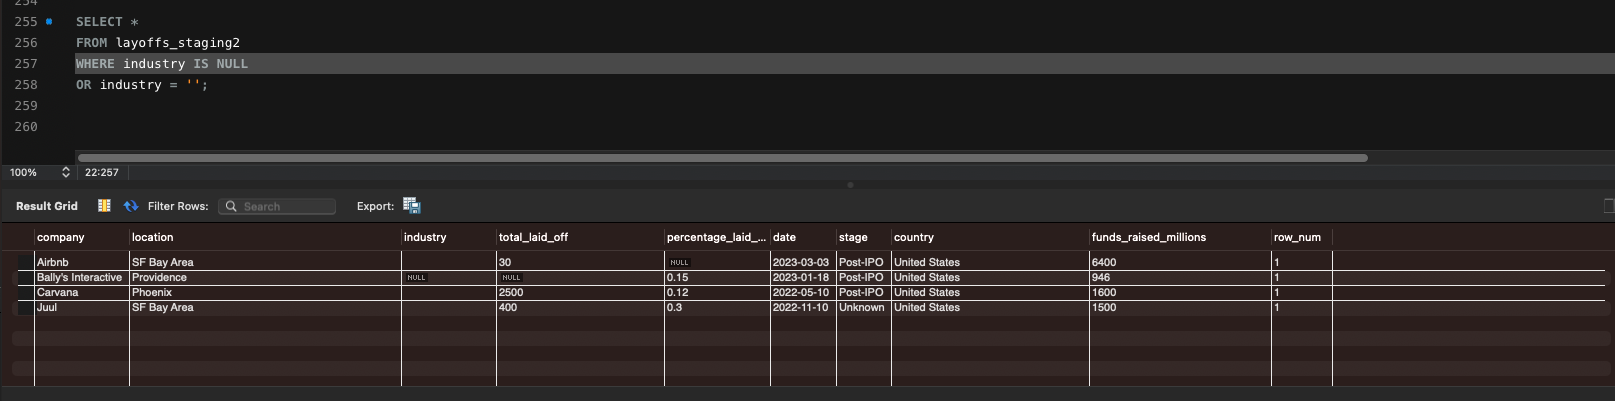 254
255 SELECT *
256 FROM layoffs_staging2
257 WHERE industry IS NULL
258 OR industry = '';
259
260
100% 22:257
Result Grid Filter Rows: Search Export:
company location industry total_laid_off percentage_laid_... date stage country funds_raised_millions row_num
Airbnb SF Bay Area 30 NULL 2023-03-03 Post-IPO United States 6400 1
Bally's Interactive Providence NULL NULL 0.15 2023-01-18 Post-IPO United States 946 1
Carvana Phoenix 2500 0.12 2022-05-10 Post-IPO United States 1600 1
Juul SF Bay Area 400 0.3 2022-11-10 Unknown United States 1500 1